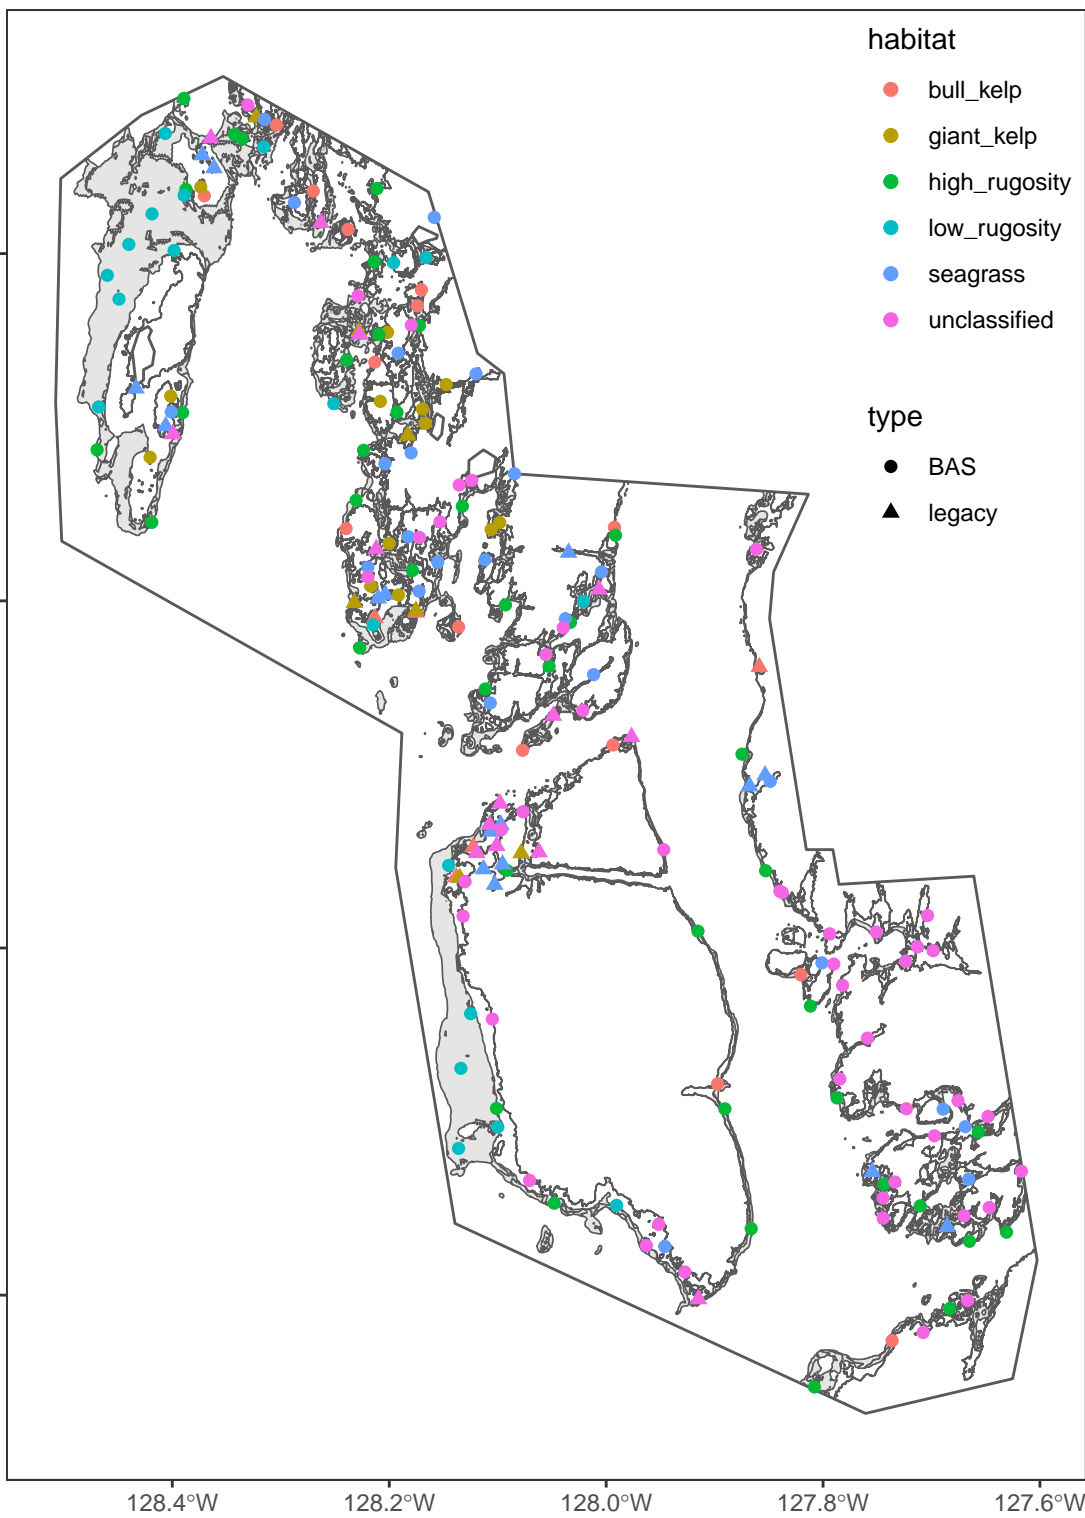 habitat
bull_kelp
giant_kelp
high_rugosity
low_rugosity
seagrass
unclassified
type
BAS
legacy
128.4°W 128.2°W 128.0°W 127.8°W 127.6°W